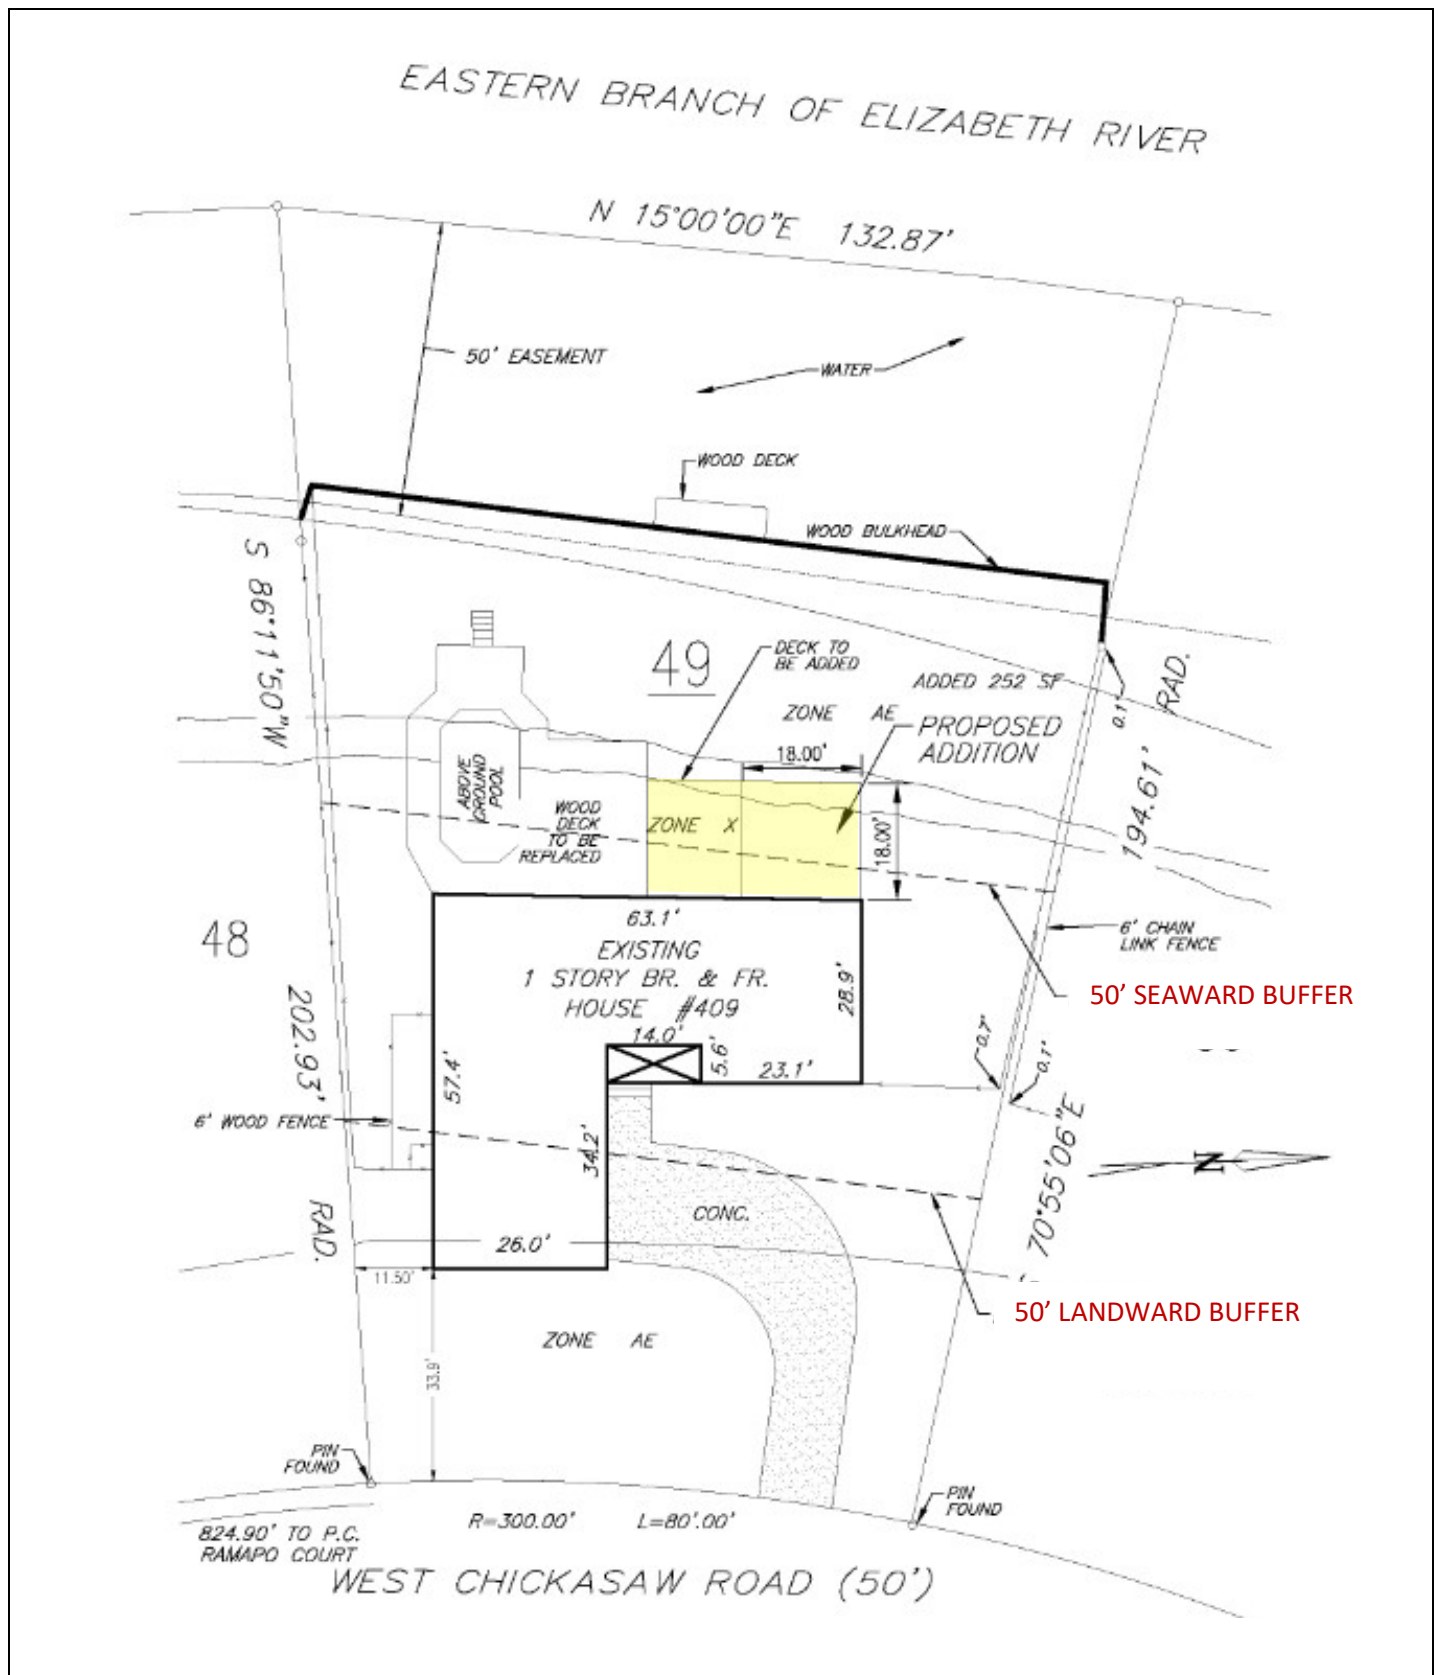 EASTERN BRANCH OF ELIZABETH RIVER
N 15°00'00"E 132.87'
50' EASEMENT
WATER
WOOD DECK
WOOD BULKHEAD
S 86°11'50"W
49
DECK TO
BE ADDED
ADDED 252 SF
RAD.
0.1'
ZONE AE
PROPOSED
ADDITION
18.00'
ABOVE
GROUND
POOL
WOOD
DECK
TO BE
REPLACED
ZONE X
18.00'
194.61'
63.1'
48
EXISTING
1 STORY BR. & FR.
HOUSE #409
28.9'
6' CHAIN
LINK FENCE
50' SEAWARD BUFFER
14.0'
5.6'
23.1'
0.7'
0.1'
202.93'
57.4'
6' WOOD FENCE
34.2'
70°55'06"E
N
CONC.
RAD.
26.0'
11.50'
50' LANDWARD BUFFER
ZONE AE
33.9'
PIN
FOUND
PIN
FOUND
R=300.00' L=80'.00'
824.90' TO P.C.
RAMAPO COURT
WEST CHICKASAW ROAD (50')